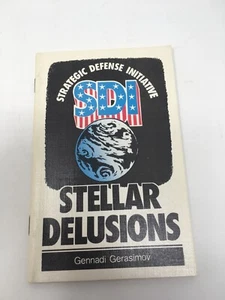 STRATEGIC DEFENSE INITIATIVE
SDI
STELLAR
DELUSIONS
Gennadi Gerasimov